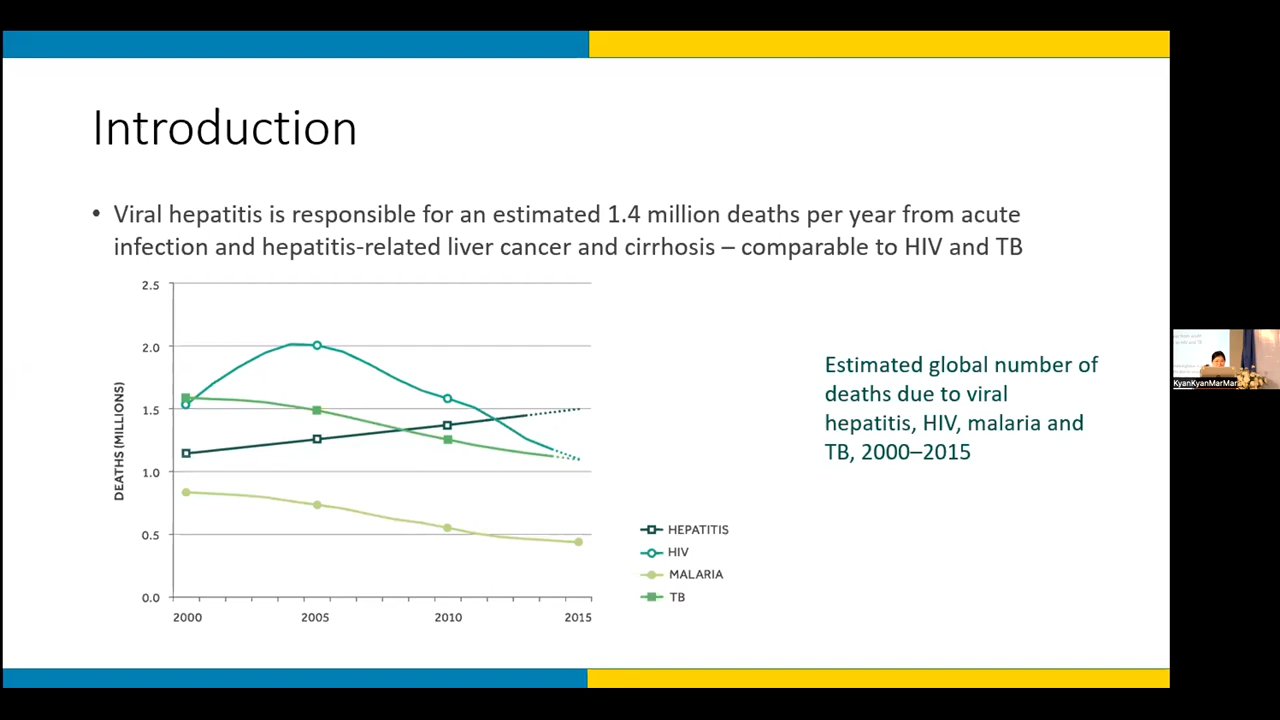 Introduction
• Viral hepatitis is responsible for an estimated 1.4 million deaths per year from acute
infection and hepatitis-related liver cancer and cirrhosis – comparable to HIV and TB
2.5
2.0
1.5
1.0
0.5
0.0
DEATHS (MILLIONS)
2000
2005
2010
2015
HEPATITIS
HIV
MALARIA
TB
Estimated global number of
deaths due to viral
hepatitis, HIV, malaria and
TB, 2000–2015
KyanKyanMarMar